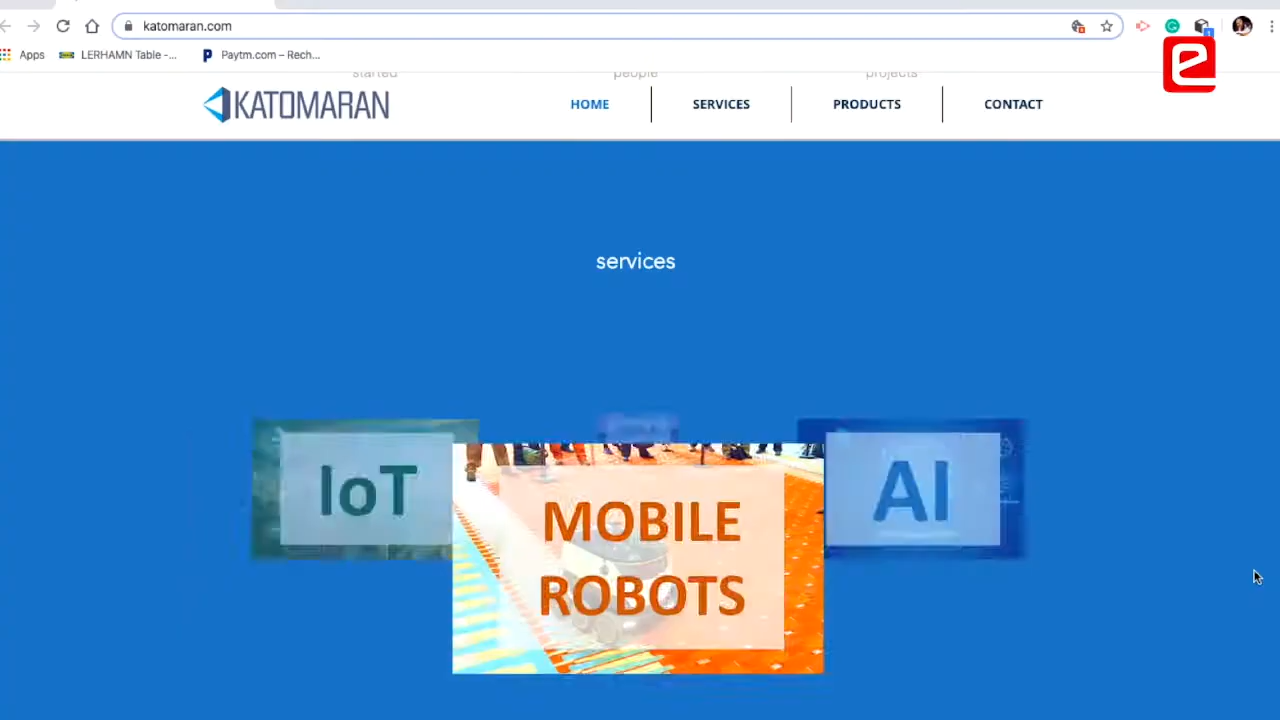 katomaran.com
Apps LERHAMN Table -... Paytm.com – Rech...
started people projects
KATOMARAN HOME SERVICES PRODUCTS CONTACT
services
IoT
MOBILE
ROBOTS
AI